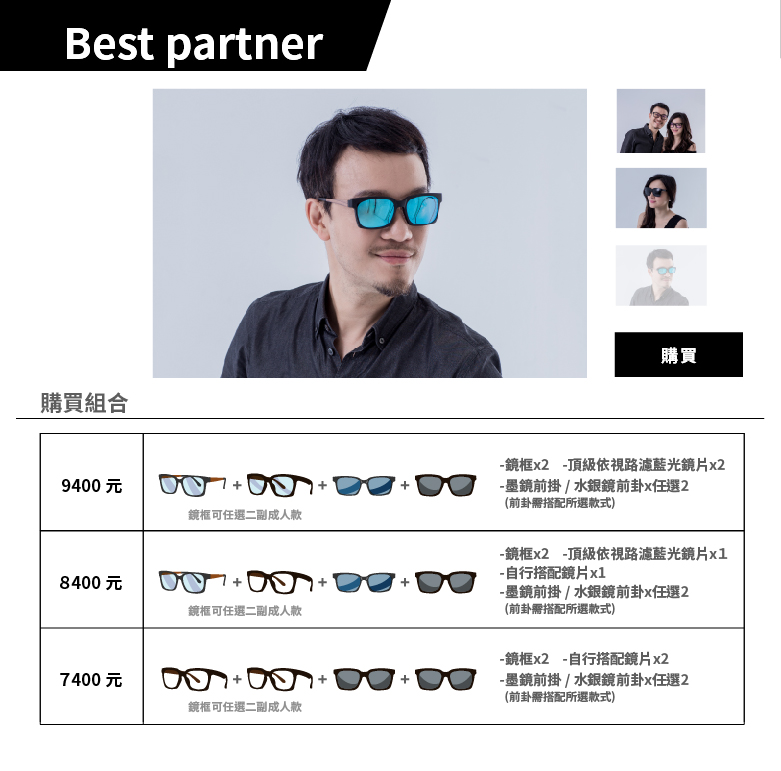 Best partner
購買
購買組合
9400 元
鏡框可任選二副成人款
-鏡框x2 -頂級依視路濾藍光鏡片x2
-墨鏡前掛 / 水銀鏡前卦x任選2
(前卦需搭配所選款式)
8400 元
鏡框可任選二副成人款
-鏡框x2 -頂級依視路濾藍光鏡片x1
-自行搭配鏡片x1
-墨鏡前掛 / 水銀鏡前卦x任選2
(前卦需搭配所選款式)
7400 元
鏡框可任選二副成人款
-鏡框x2 -自行搭配鏡片x2
-墨鏡前掛 / 水銀鏡前卦x任選2
(前卦需搭配所選款式)